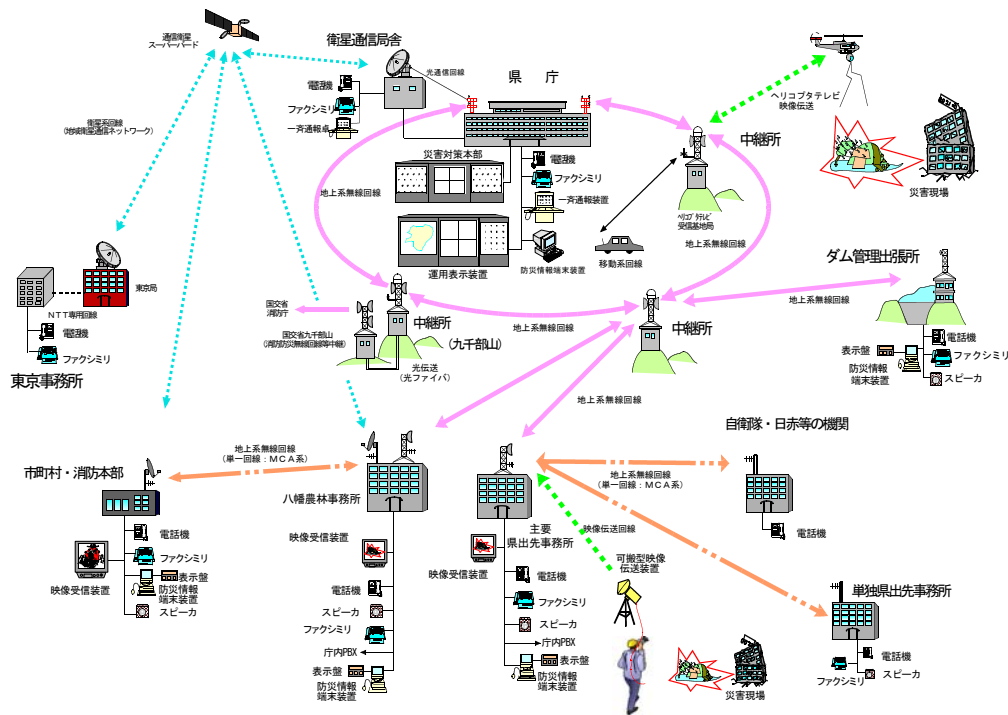 通信衛星
スーパーバード
衛星通信局舎
光通信回線
電話機
ファクシミリ
一斉通報卓
県 庁
災害対策本部
電話機
ファクシミリ
一斉通報装置
運用表示装置
防災情報端末装置
地上系無線回線
衛星系回線
(地域衛星通信ネットワーク)
中継所
ヘリコプタテレビ
受信基地局
移動系回線
地上系無線回線
ヘリコプタテレビ
映像伝送
災害現場
ダム管理出張所
地上系無線回線
電話機
表示盤
ファクシミリ
防災情報
端末装置
スピーカ
東京局
NTT専用回線
電話機
ファクシミリ
東京事務所
国交省
消防庁
国交省九千部山
(消防防災無線回線等中継)
中継所
(九千部山)
光伝送
(光ファイバ)
地上系無線回線
中継所
地上系無線回線
市町村・消防本部
地上系無線回線
(単一回線:MCA系)
電話機
ファクシミリ
映像受信装置
表示盤
防災情報
端末装置
スピーカ
八幡農林事務所
映像受信装置
電話機
スピーカ
ファクシミリ
庁内PBX
表示盤
防災情報
端末装置
主要
県出先事務所
映像受信装置
電話機
ファクシミリ
スピーカ
庁内PBX
表示盤
防災情報
端末装置
自衛隊・日赤等の機関
地上系無線回線
(単一回線:MCA系)
電話機
映像伝送回線
可搬型映像
伝送装置
災害現場
単独県出先事務所
電話機
ファクシミリ
スピーカ